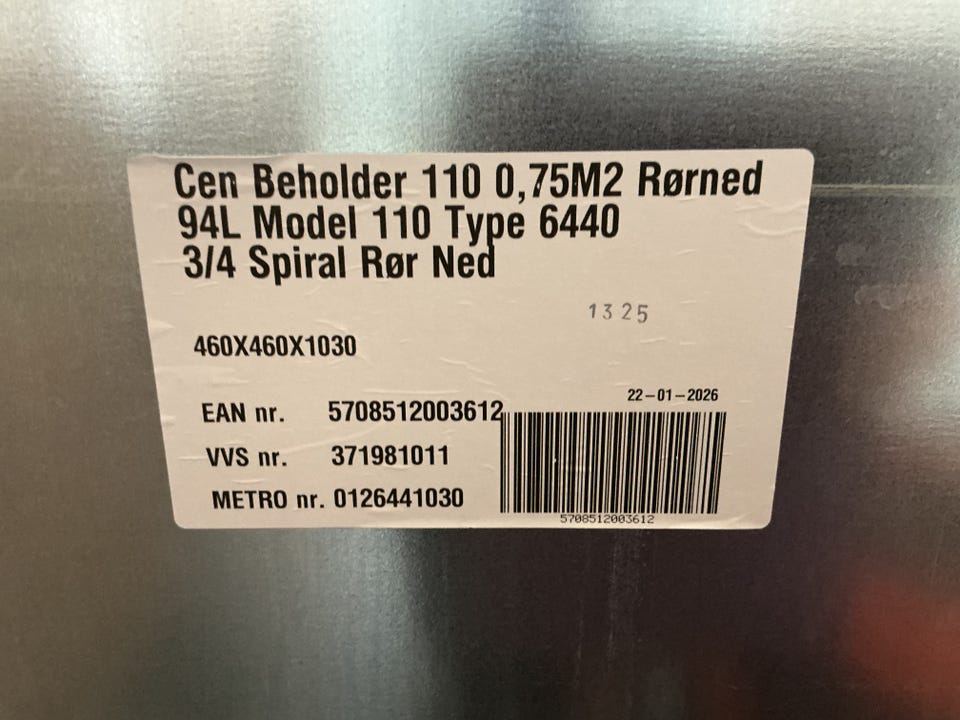 Cen Beholder 110 0,75M2 Rørned
94L Model 110 Type 6440
3/4 Spiral Rør Ned
1325
460X460X1030
22-01-2026
EAN nr. 5708512003612
VVS nr. 371981011
METRO nr. 0126441030
5708512003612